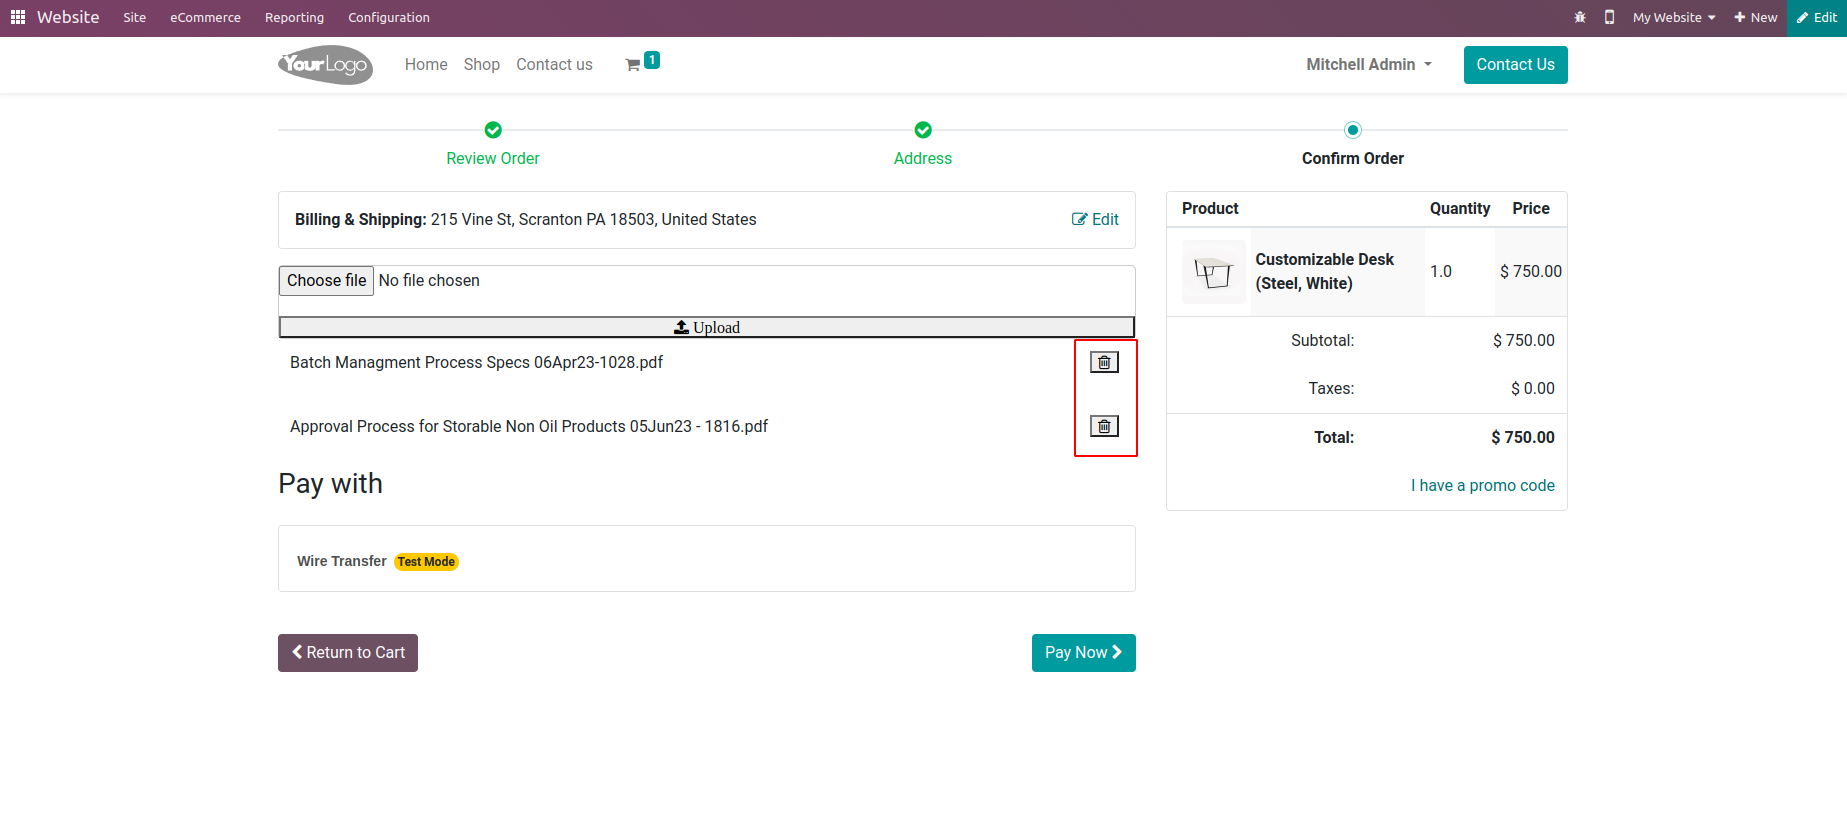 Website Site eCommerce Reporting Configuration My Website New Edit
YourLogo Home Shop Contact us 1 Mitchell Admin Contact Us
Review Order Address Confirm Order
Billing & Shipping: 215 Vine St, Scranton PA 18503, United States Edit
Choose file No file chosen
Upload
Batch Managment Process Specs 06Apr23-1028.pdf
Approval Process for Storable Non Oil Products 05Jun23 - 1816.pdf
Pay with
Wire Transfer Test Mode
Return to Cart Pay Now
Product Quantity Price
Customizable Desk
(Steel, White) 1.0 $ 750.00
Subtotal: $ 750.00
Taxes: $ 0.00
Total: $ 750.00
I have a promo code